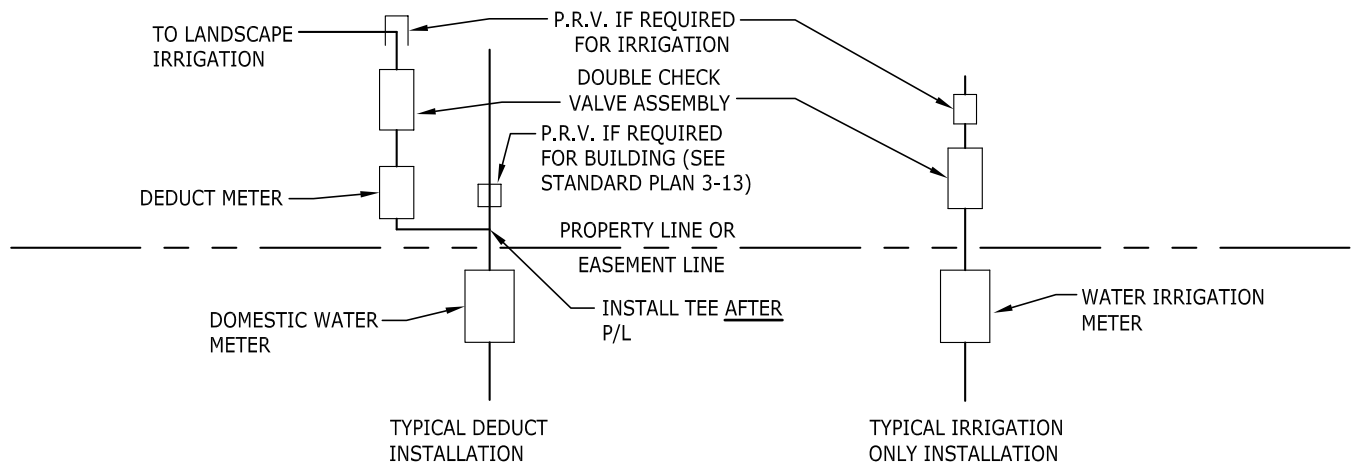 TO LANDSCAPE
IRRIGATION
P.R.V. IF REQUIRED
FOR IRRIGATION
DOUBLE CHECK
VALVE ASSEMBLY
P.R.V. IF REQUIRED
FOR BUILDING (SEE
STANDARD PLAN 3-13)
DEDUCT METER
PROPERTY LINE OR
EASEMENT LINE
DOMESTIC WATER
METER
INSTALL TEE AFTER
P/L
WATER IRRIGATION
METER
TYPICAL DEDUCT
INSTALLATION
TYPICAL IRRIGATION
ONLY INSTALLATION